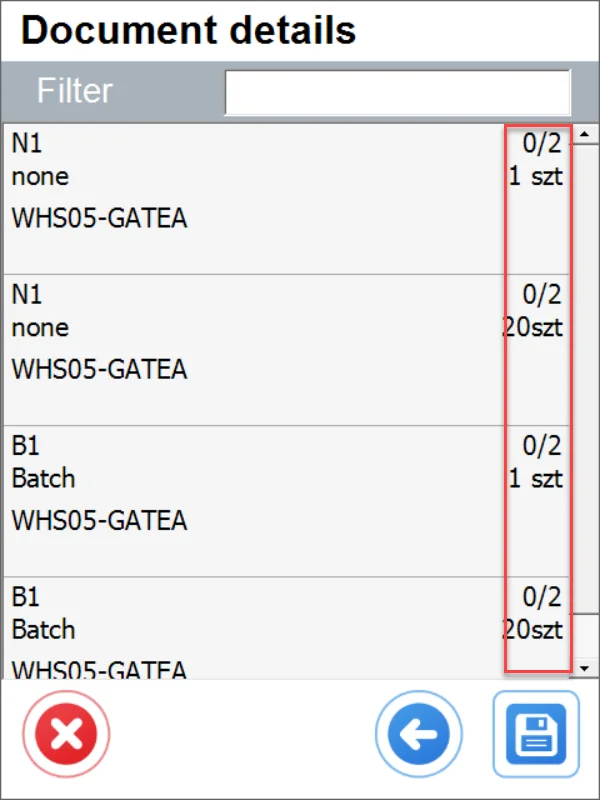 Document details
Filter
N1 0/2
none 1 szt
WHS05-GATEA
N1 0/2
none 20szt
WHS05-GATEA
B1 0/2
Batch 1 szt
WHS05-GATEA
B1 0/2
Batch 20szt
WHS05-GATEA